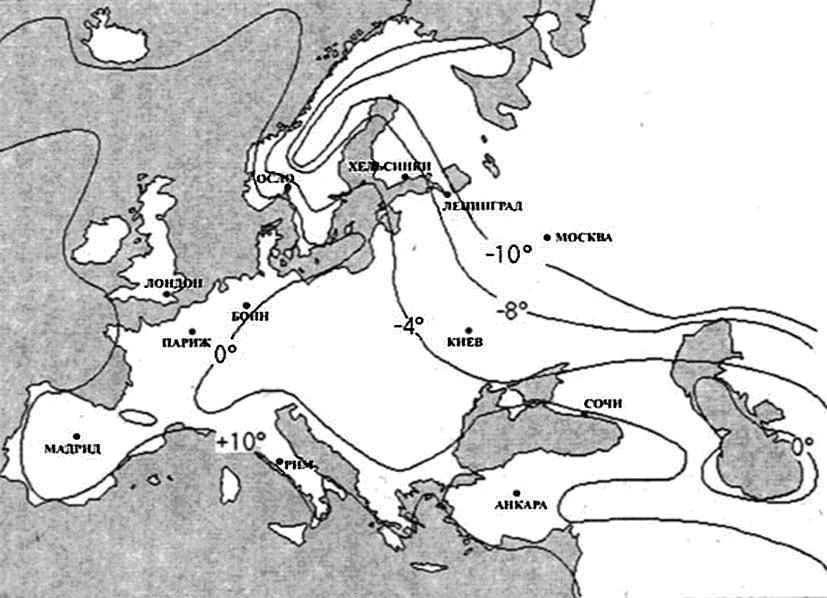 ХЕЛЬСИНКИ
ОСЛО
ЛЕНИНГРАД
МОСКВА
-10°
ЛОНДОН
БОНН
-8°
-4°
ПАРИЖ
КИЕВ
0°
СОЧИ
+10°
МАДРИД
0°
РИМ
АНКАРА